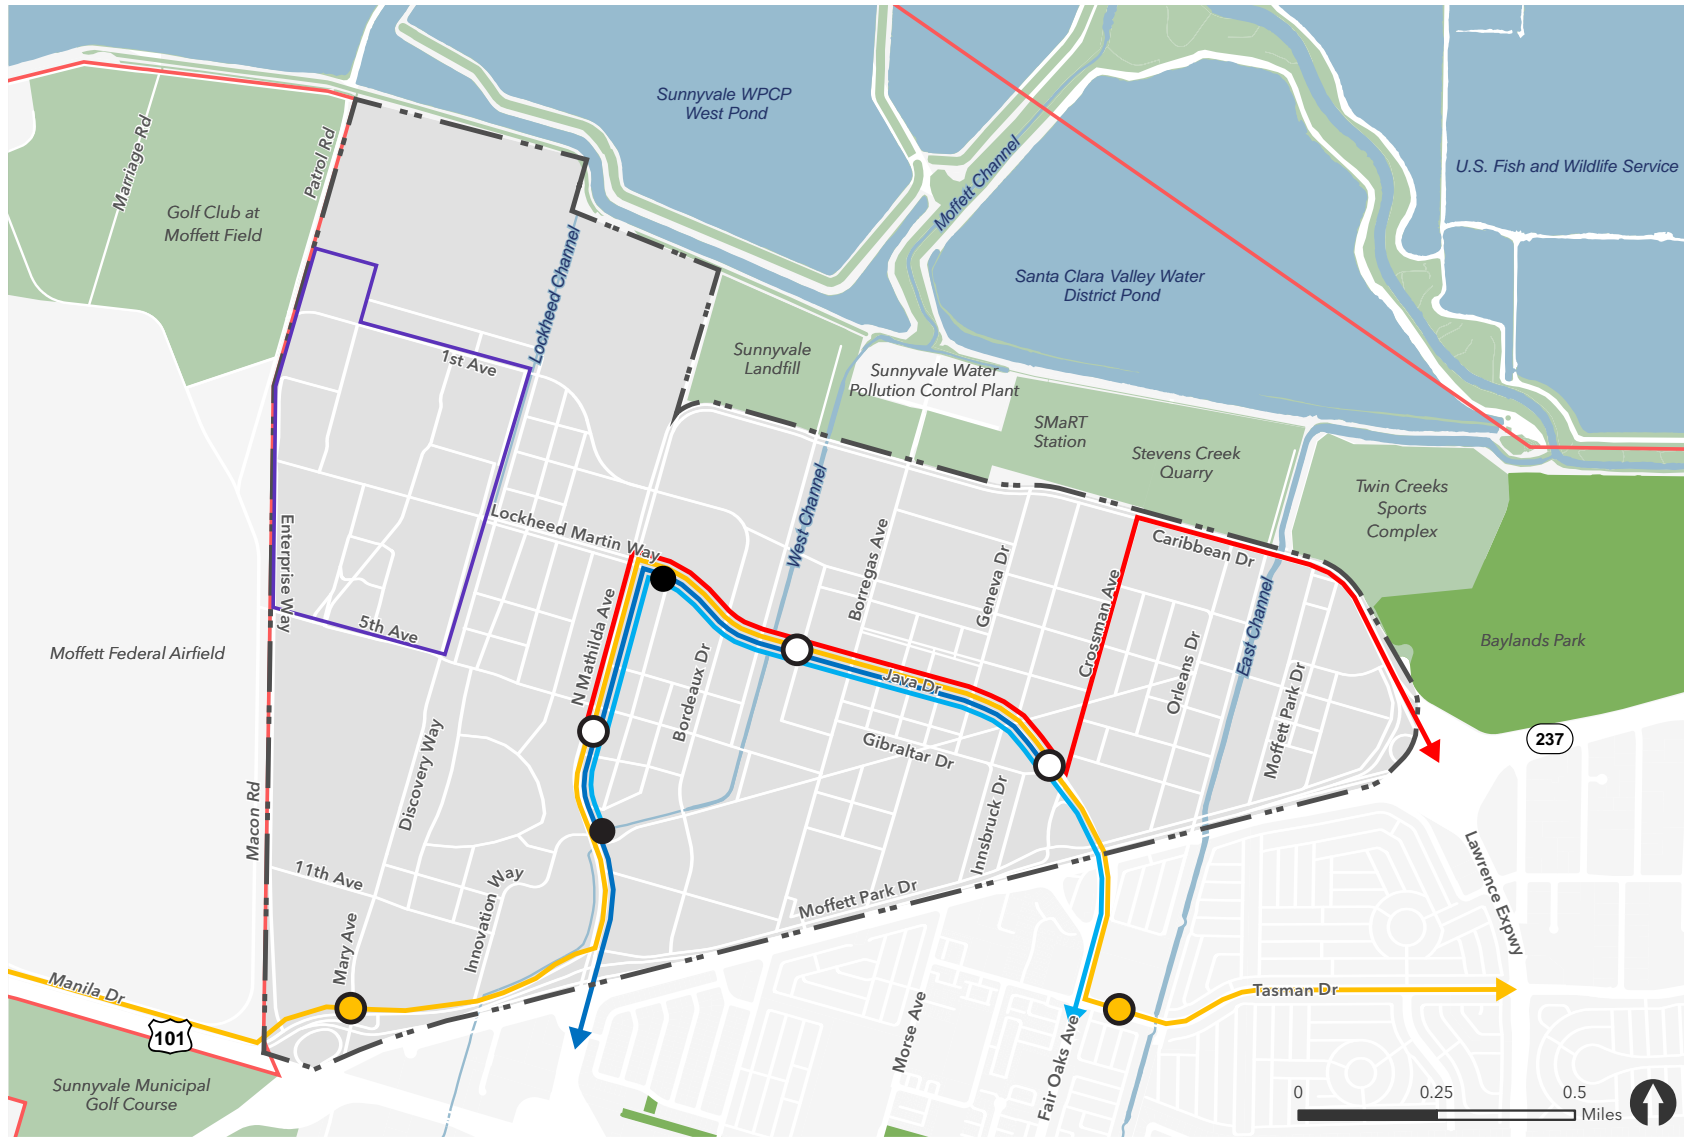 Sunnyvale WPCP
West Pond
Marriage Rd
Patrol Rd
Moffett Channel
U.S. Fish and Wildlife Service
Golf Club at
Moffett Field
Lockheed Channel
Santa Clara Valley Water
District Pond
1st Ave
Sunnyvale
Landfill
Sunnyvale Water
Pollution Control Plant
SMaRT
Station
Stevens Creek
Quarry
Twin Creeks
Sports
Complex
Lockheed Martin Way
West Channel
Borregas Ave
Geneva Dr
Caribbean Dr
Crossman Ave
Enterprise Way
5th Ave
N Mathilda Ave
East Channel
Moffett Federal Airfield
Baylands Park
Bordeaux Dr
Java Dr
Orleans Dr
Moffett Park Dr
Gibraltar Dr
237
Discovery Way
Macon Rd
Innsbruck Dr
11th Ave
Innovation Way
Moffett Park Dr
Lawrence Expwy
Mary Ave
Manila Dr
Tasman Dr
101
Morse Ave
Fair Oaks Ave
Sunnyvale Municipal
Golf Course
0 0.25 0.5
Miles